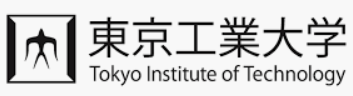 東京工業大学
Tokyo Institute of Technology